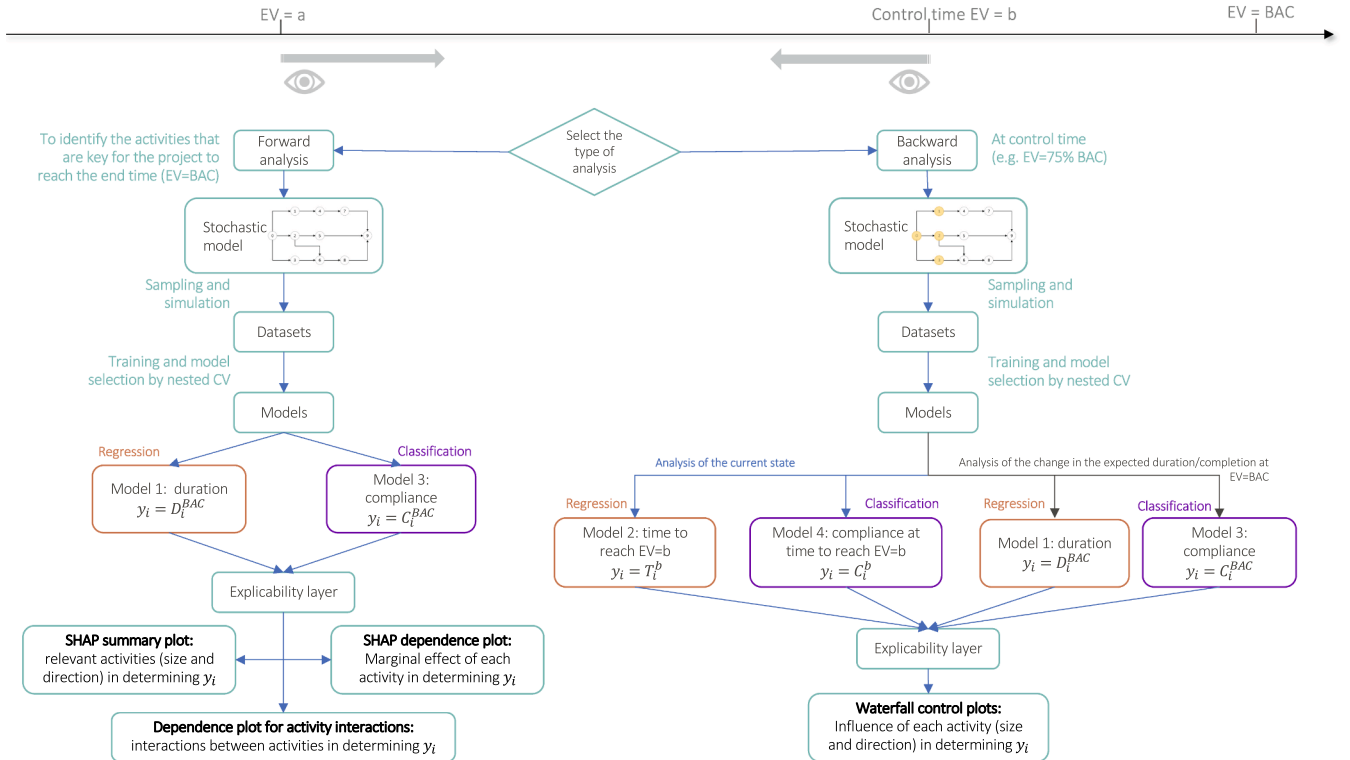 EV = a
Control time EV = b
EV = BAC
To identify the activities that
are key for the project to
reach the end time (EV=BAC)
Forward
analysis
Select the
type of
analysis
Backward
analysis
At control time
(e.g. EV=75% BAC)
Stochastic
model
Stochastic
model
Sampling and
simulation
Sampling and
simulation
Datasets
Datasets
Training and model
selection by nested CV
Training and model
selection by nested CV
Models
Models
Regression
Classification
Model 1: duration
$y_i = D_i^{BAC}$
Model 3:
compliance
$y_i = C_i^{BAC}$
Analysis of the current state
Analysis of the change in the expected duration/completion at
EV=BAC
Regression
Classification
Regression
Classification
Model 2: time to
reach EV=b
$y_i = T_i^b$
Model 4: compliance at
time to reach EV=b
$y_i = C_i^b$
Model 1: duration
$y_i = D_i^{BAC}$
Model 3:
compliance
$y_i = C_i^{BAC}$
Explicability layer
Explicability layer
SHAP summary plot:
relevant activities (size and
direction) in determining $y_i$
SHAP dependence plot:
Marginal effect of each
activity in determining $y_i$
Dependence plot for activity interactions:
interactions between activities in determining $y_i$
Waterfall control plots:
Influence of each activity (size
and direction) in determining $y_i$